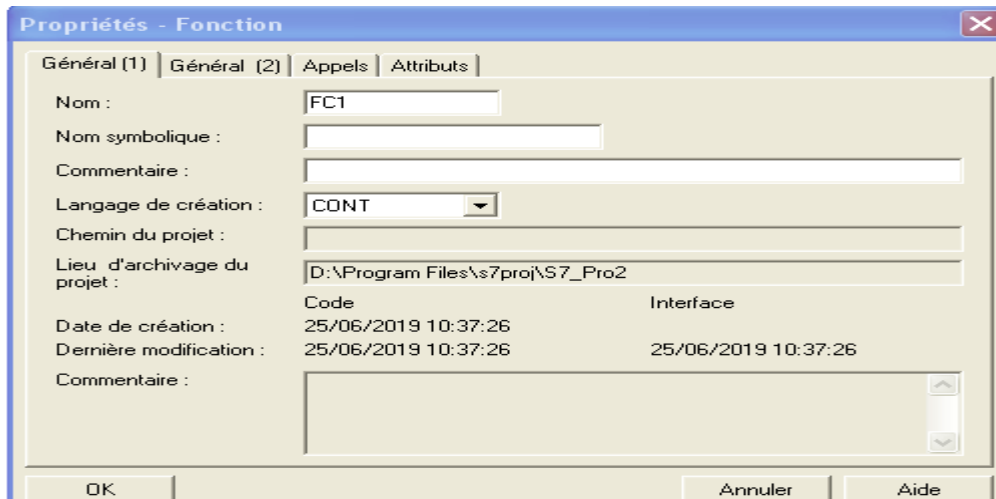 Propriétés - Fonction
Général (1) Général (2) Appels Attributs
Nom : FC1
Nom symbolique :
Commentaire :
Langage de création : CONT
Chemin du projet :
Lieu d'archivage du projet : D:\Program Files\s7proj\S7_Pro2
Code Interface
Date de création : 25/06/2019 10:37:26
Dernière modification : 25/06/2019 10:37:26 25/06/2019 10:37:26
Commentaire :
OK Annuler Aide